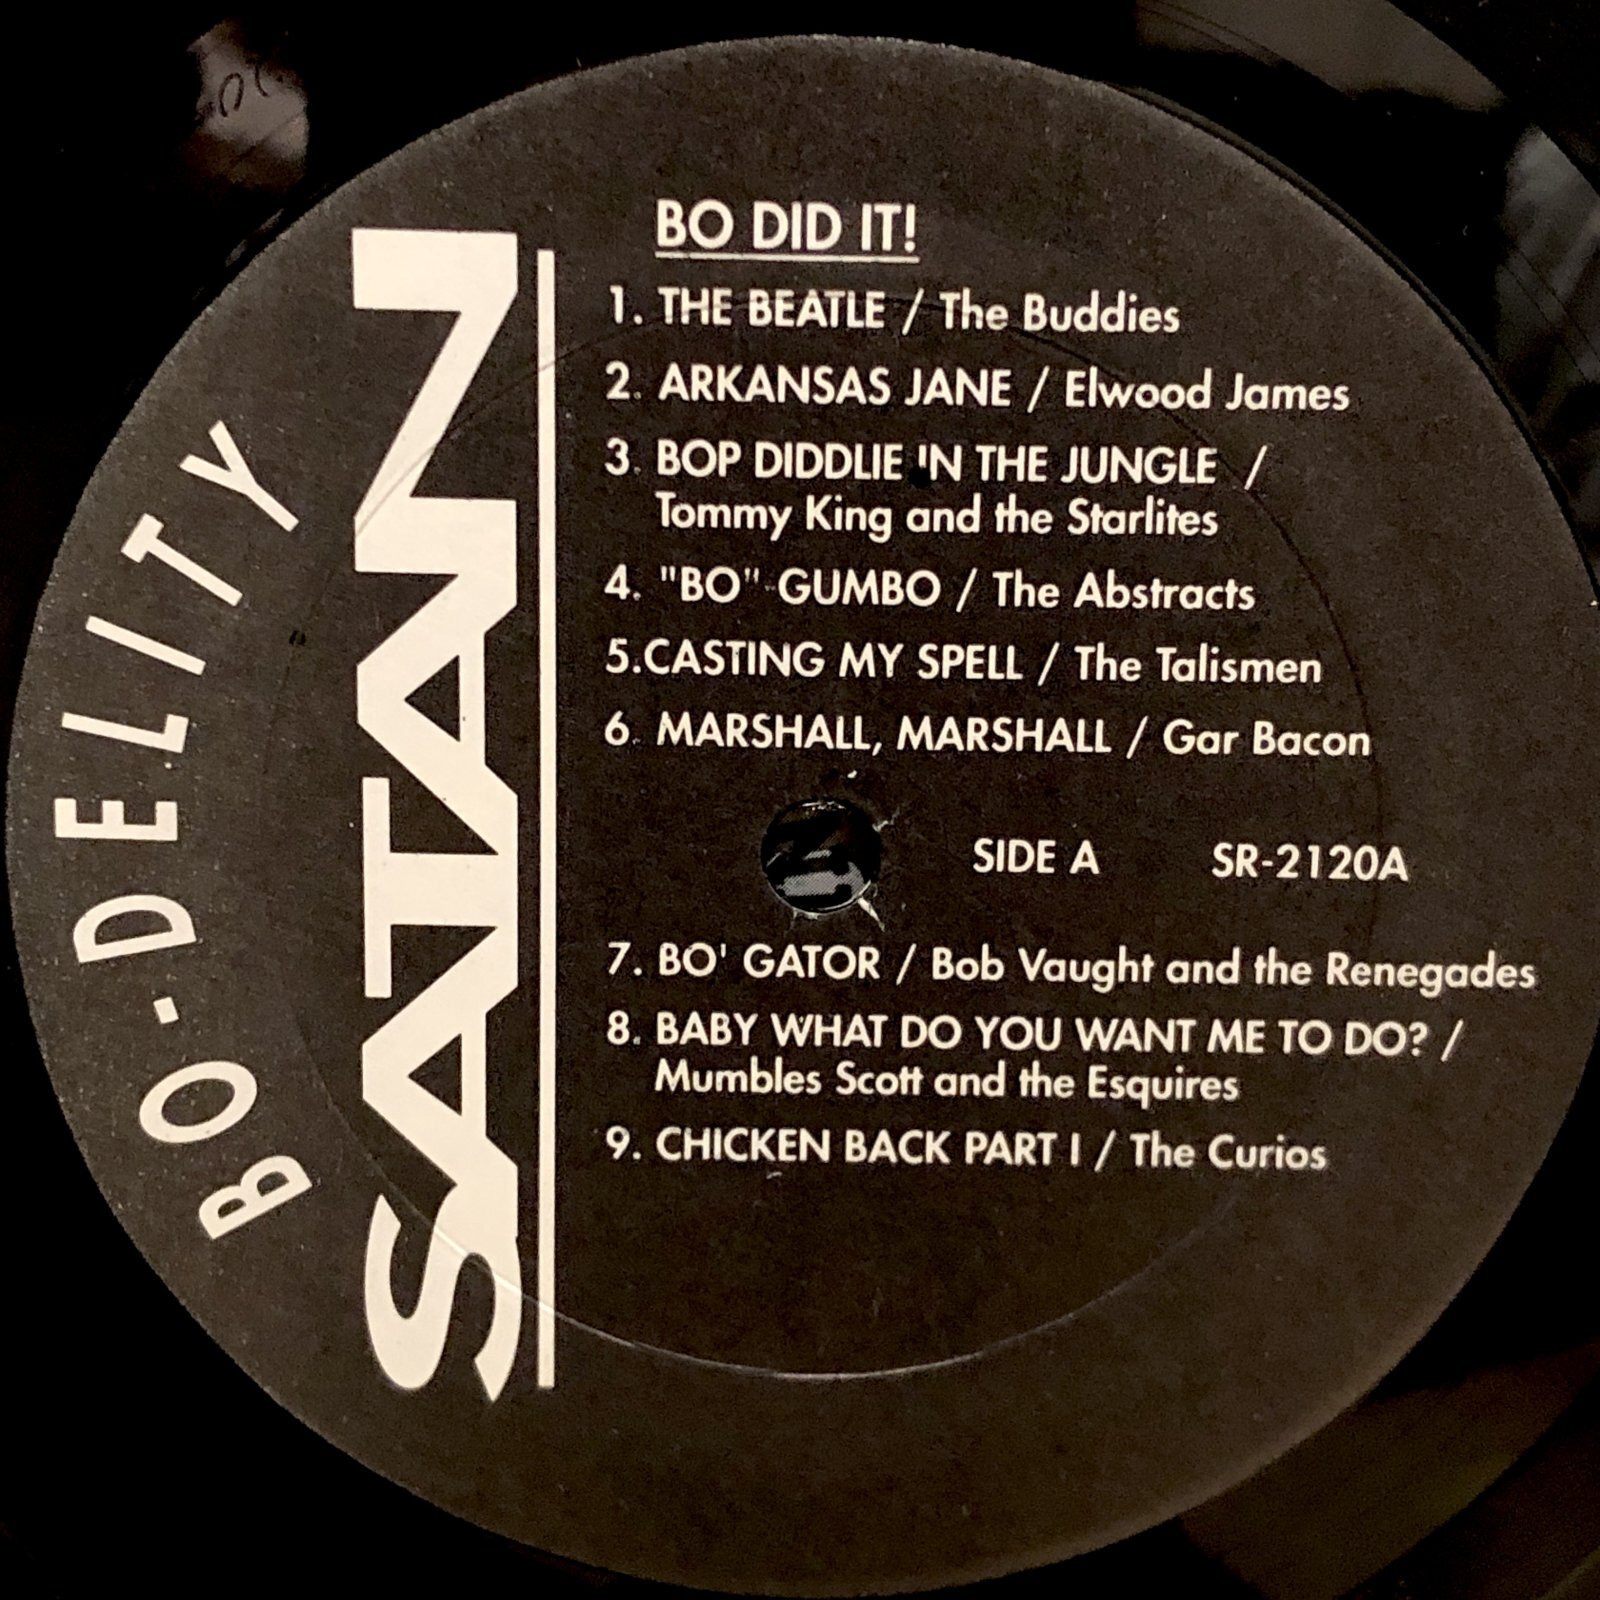 BO-DELITY
SATAN
BO DID IT!
1. THE BEATLE / The Buddies
2. ARKANSAS JANE / Elwood James
3. BOP DIDDLIE 'N THE JUNGLE /
Tommy King and the Starlites
4. "BO" GUMBO / The Abstracts
5.CASTING MY SPELL / The Talismen
6. MARSHALL, MARSHALL / Gar Bacon
SIDE A SR-2120A
7. BO' GATOR / Bob Vaught and the Renegades
8. BABY WHAT DO YOU WANT ME TO DO? /
Mumbles Scott and the Esquires
9. CHICKEN BACK PART I / The Curios